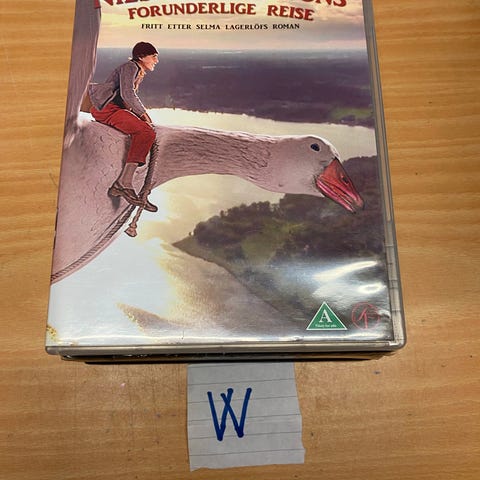 FORUNDERLIGE REISE
FRITT ETTER SELMA LAGERLÖFS ROMAN
A
W